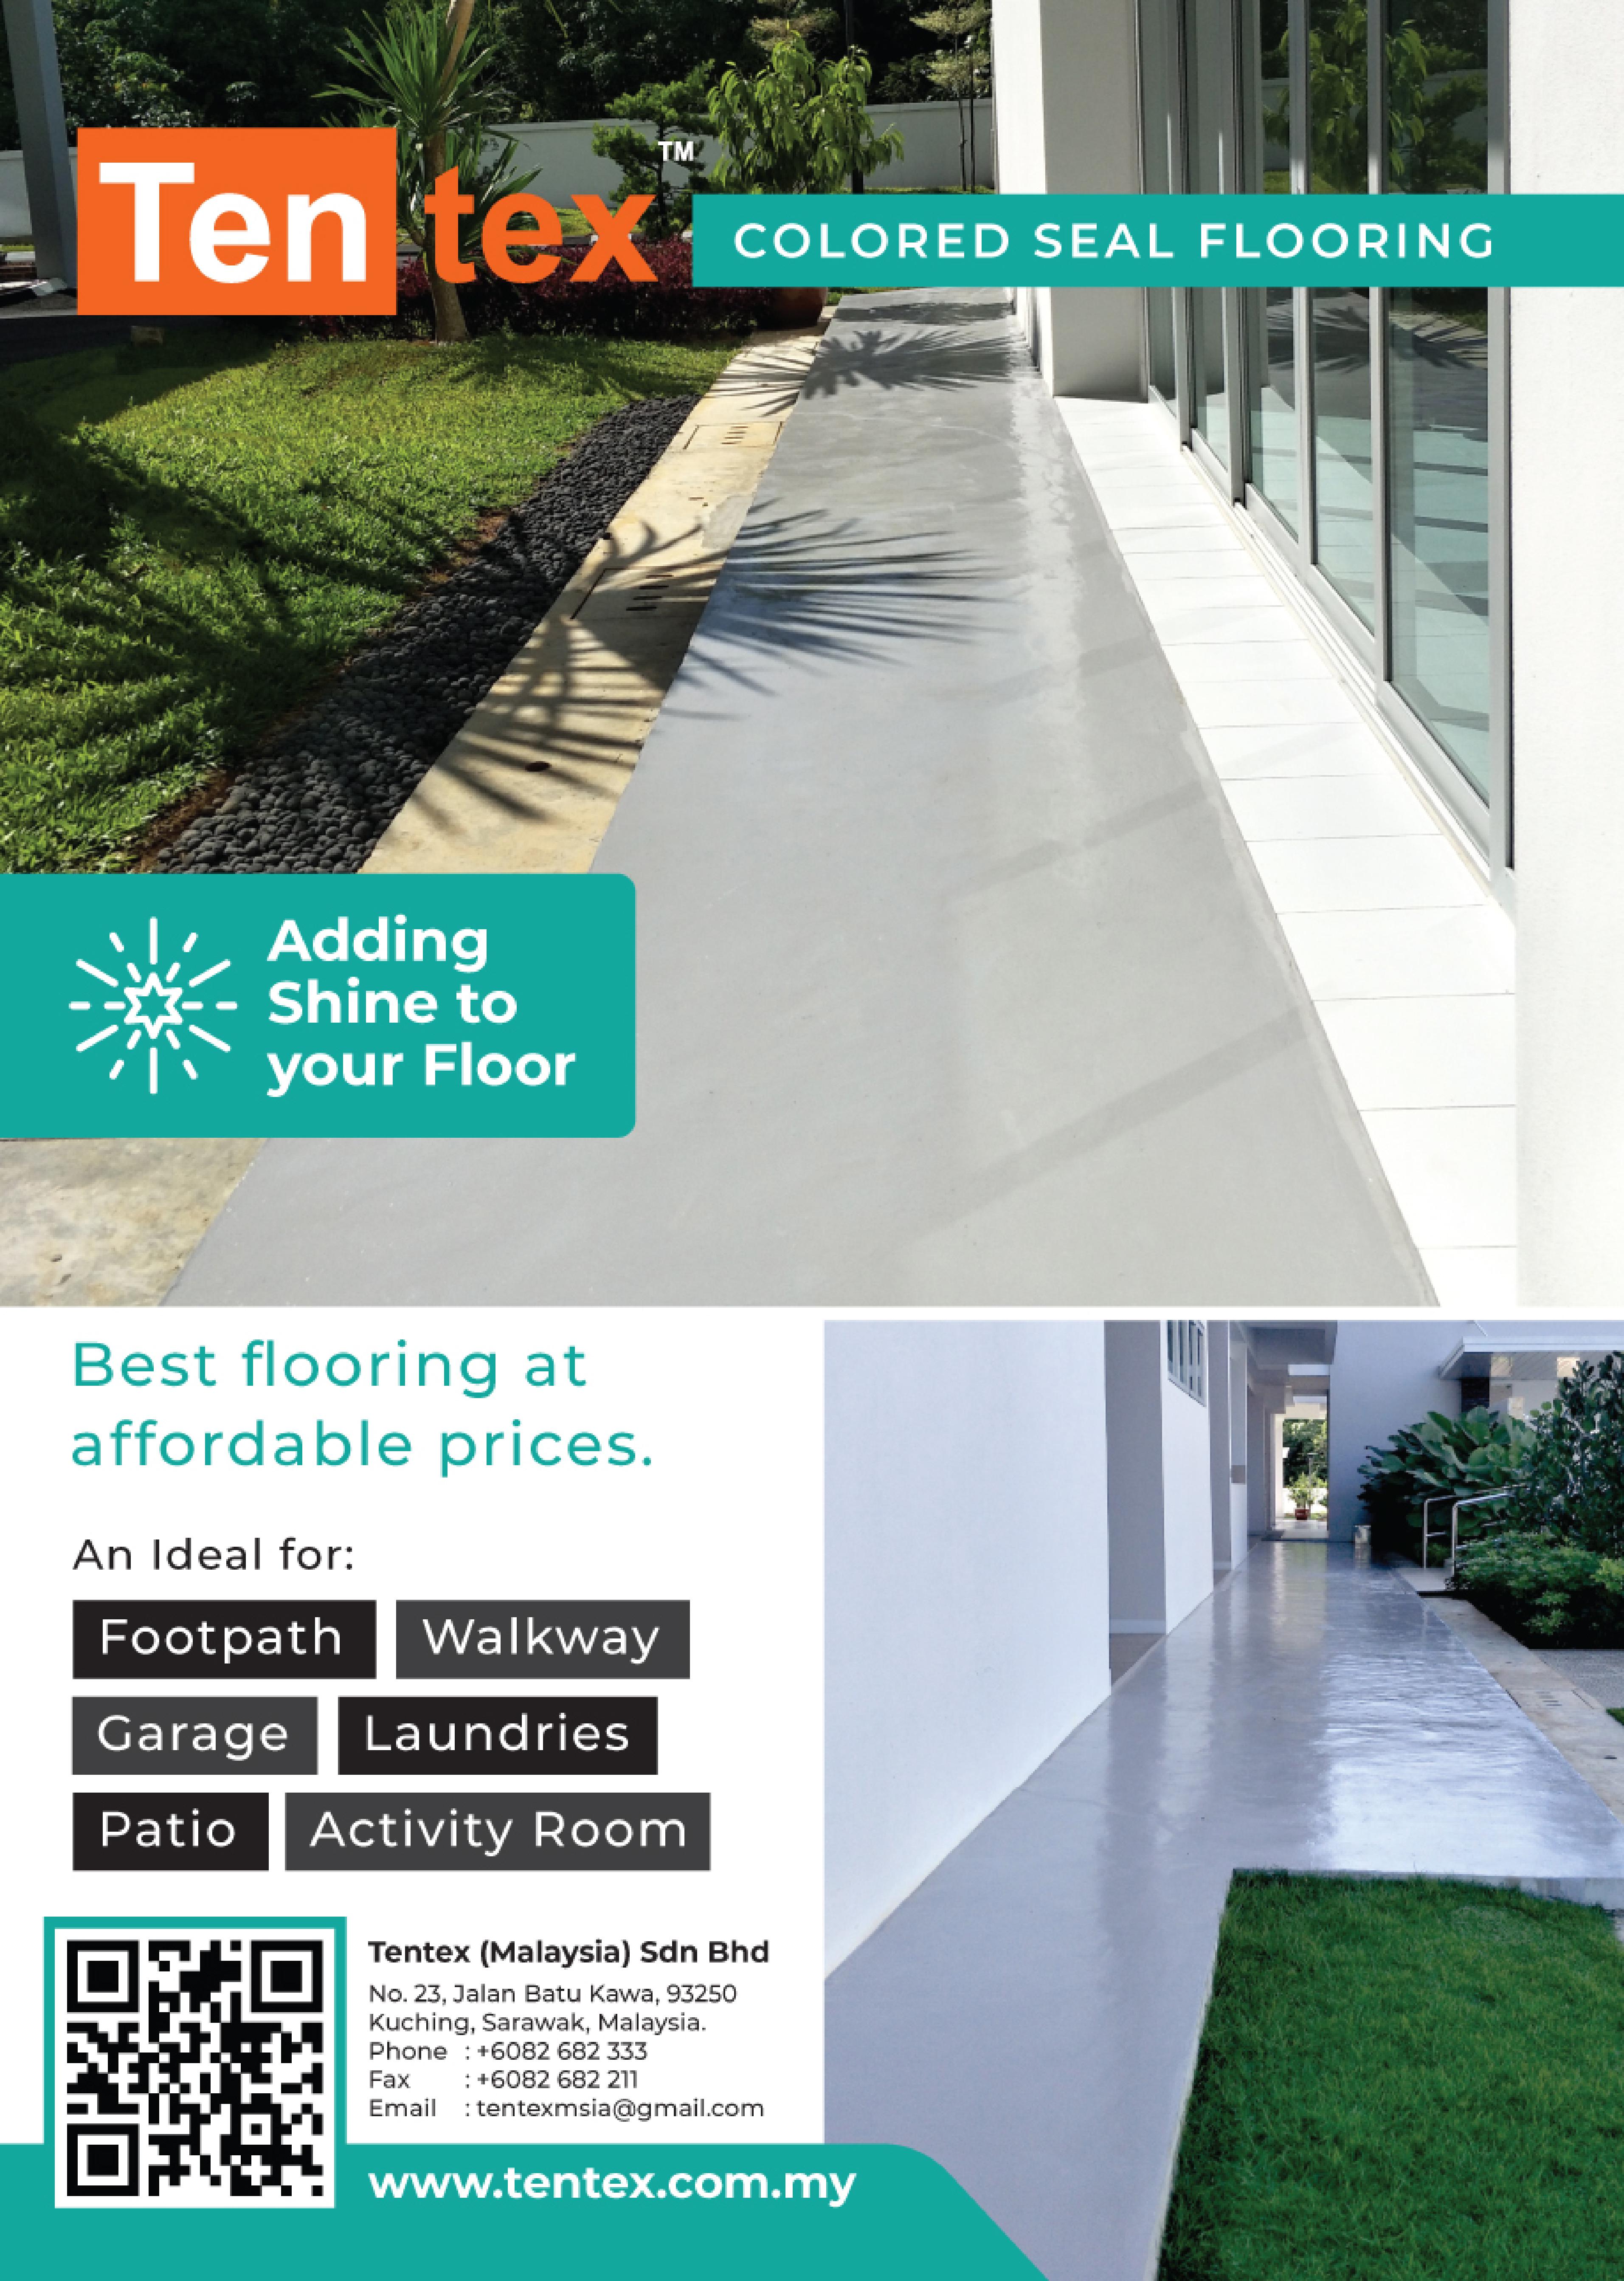 Ten tex™
COLORED SEAL FLOORING
Adding
Shine to
your Floor
Best flooring at
affordable prices.
An Ideal for:
Footpath Walkway
Garage Laundries
Patio Activity Room
Tentex (Malaysia) Sdn Bhd
No. 23, Jalan Batu Kawa, 93250
Kuching, Sarawak, Malaysia.
Phone : +6082 682 333
Fax : +6082 682 211
Email : tentexmsia@gmail.com
www.tentex.com.my